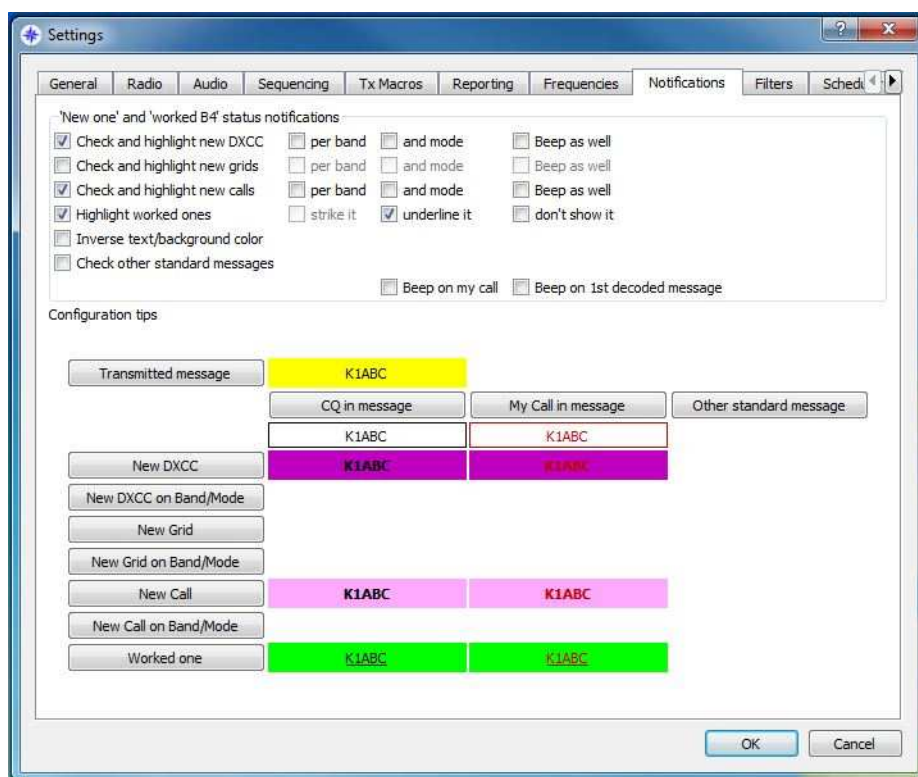 Settings
General Radio Audio Sequencing Tx Macros Reporting Frequencies Notifications Filters
'New one' and 'worked B4' status notifications
Check and highlight new DXCC per band and mode Beep as well
Check and highlight new grids per band and mode Beep as well
Check and highlight new calls per band and mode Beep as well
Highlight worked ones strike it underline it don't show it
Inverse text/background color
Check other standard messages
Beep on my call Beep on 1st decoded message
Configuration tips
Transmitted message K1ABC
CQ in message My Call in message Other standard message
K1ABC K1ABC
New DXCC K1ABC K1ABC
New DXCC on Band/Mode
New Grid
New Grid on Band/Mode
New Call K1ABC K1ABC
New Call on Band/Mode
Worked one K1ABC K1ABC
OK Cancel